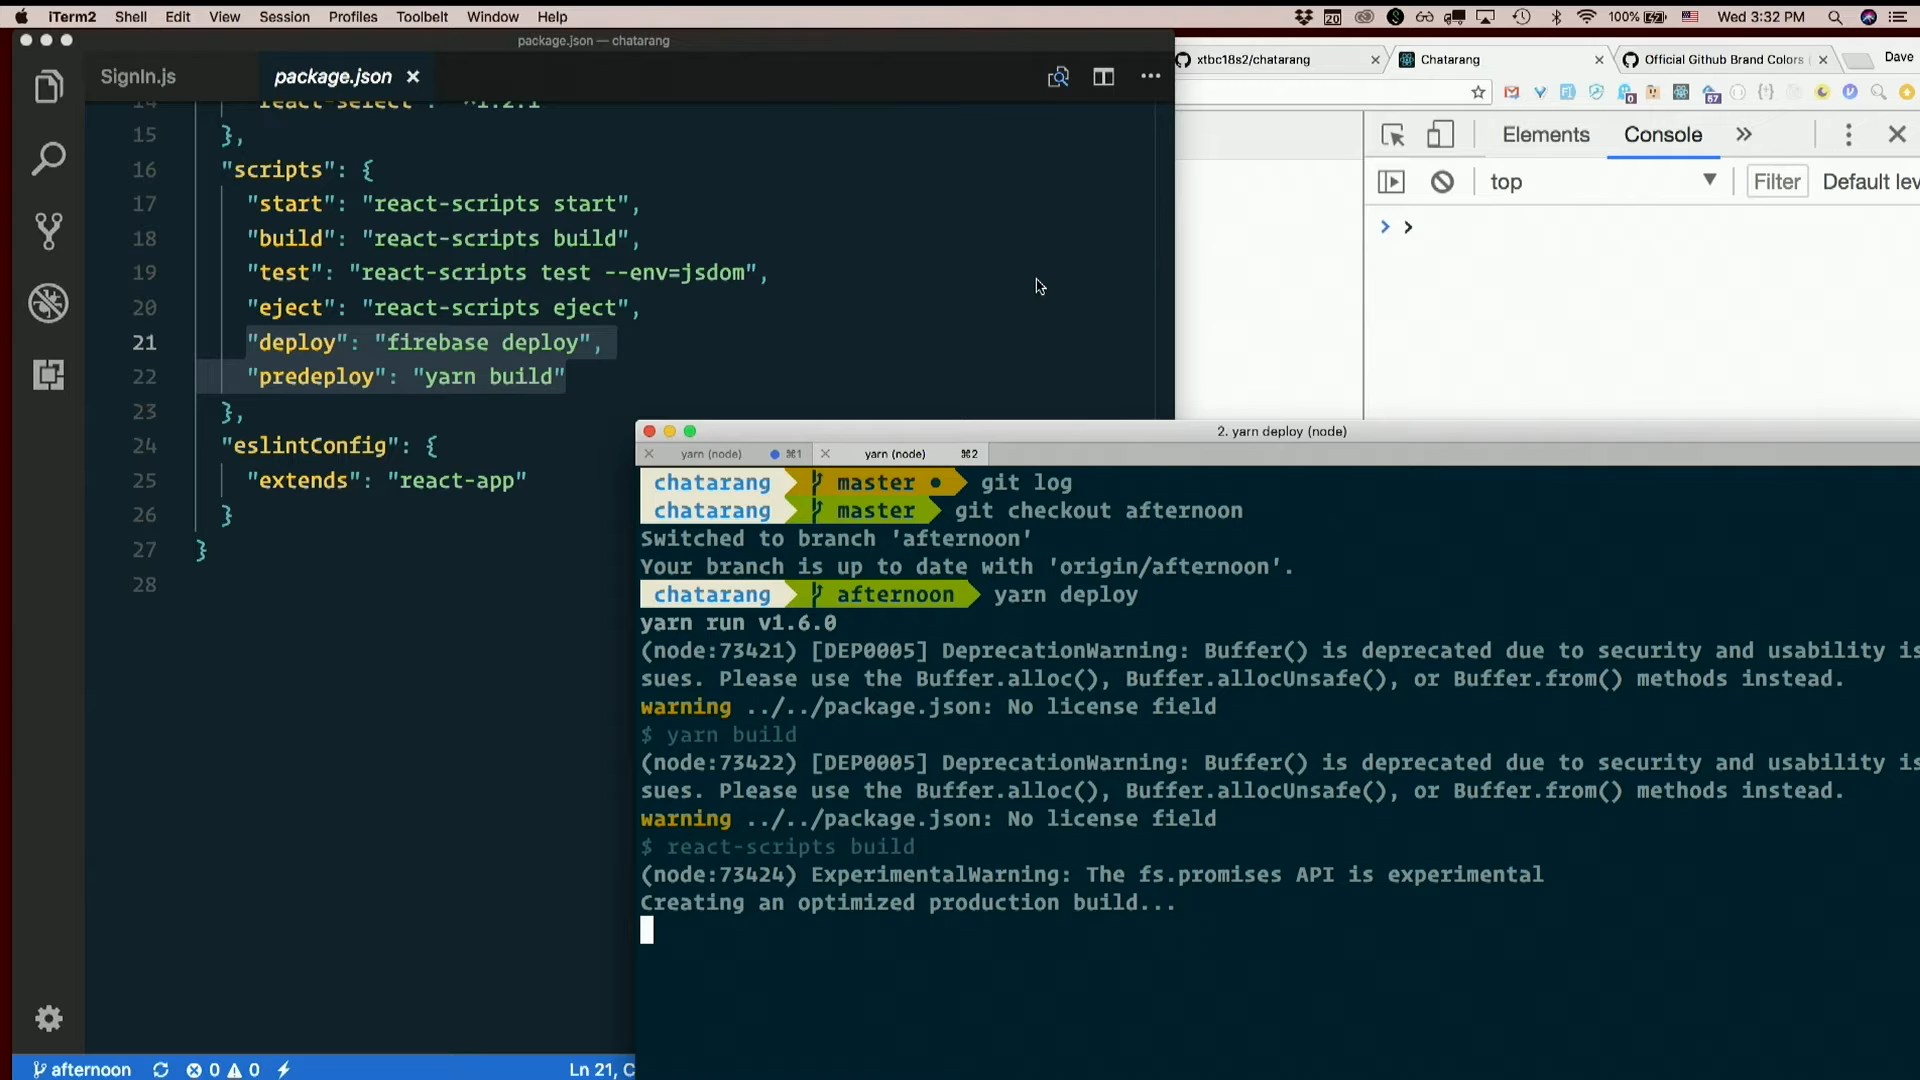 iTerm2 Shell Edit View Session Profiles Toolbelt Window Help
20 100% Wed 3:32 PM
package.json — chatarang
SignIn.js package.json
xtbc18s2/chatarang Chatarang Official Github Brand Colors Dave
0 67
Elements Console
top Filter Default lev
14 "react-select": "^1.2.1"
15 },
16 "scripts": {
17 "start": "react-scripts start",
18 "build": "react-scripts build",
19 "test": "react-scripts test --env=jsdom",
20 "eject": "react-scripts eject",
21 "deploy": "firebase deploy",
22 "predeploy": "yarn build"
23 },
24 "eslintConfig": {
25 "extends": "react-app"
26 }
27 }
28
2. yarn deploy (node)
yarn (node) ⌘1 yarn (node) ⌘2
chatarang master ● git log
chatarang master git checkout afternoon
Switched to branch 'afternoon'
Your branch is up to date with 'origin/afternoon'.
chatarang afternoon yarn deploy
yarn run v1.6.0
(node:73421) [DEP0005] DeprecationWarning: Buffer() is deprecated due to security and usability is
sues. Please use the Buffer.alloc(), Buffer.allocUnsafe(), or Buffer.from() methods instead.
warning ../../package.json: No license field
$ yarn build
(node:73422) [DEP0005] DeprecationWarning: Buffer() is deprecated due to security and usability is
sues. Please use the Buffer.alloc(), Buffer.allocUnsafe(), or Buffer.from() methods instead.
warning ../../package.json: No license field
$ react-scripts build
(node:73424) ExperimentalWarning: The fs.promises API is experimental
Creating an optimized production build...
afternoon 0 0 Ln 21, C